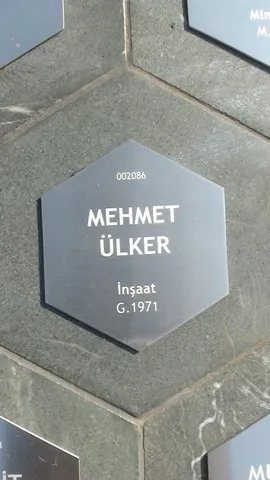 002086
MEHMET
ÜLKER
İnşaat
G.1971